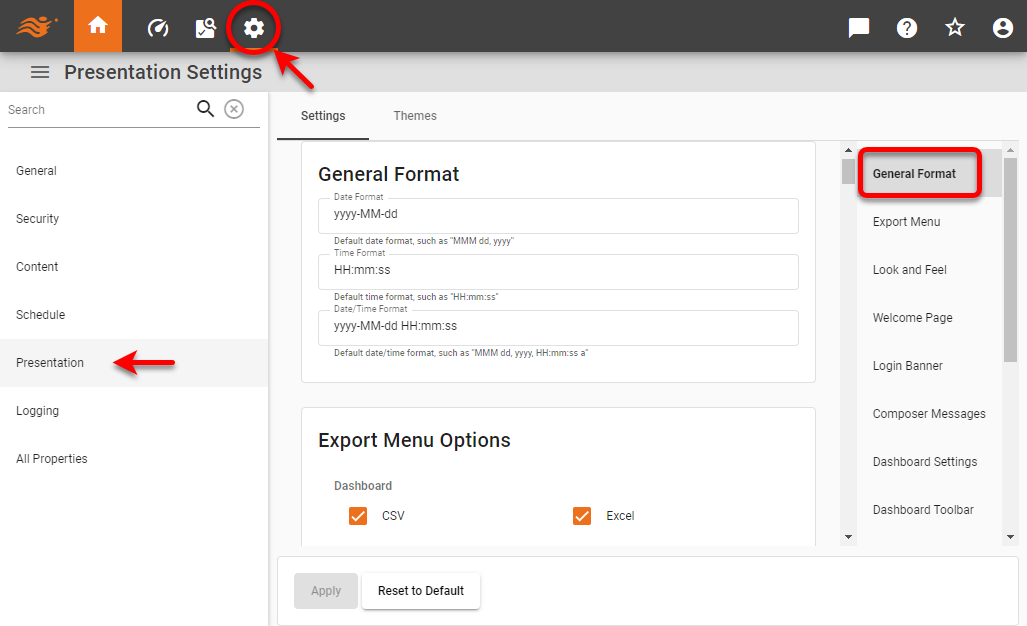 Presentation Settings
Search
General
Security
Content
Schedule
Presentation
Logging
All Properties
Settings
Themes
General Format
Date Format
yyyy-MM-dd
Default date format, such as "MMM dd, yyyy"
Time Format
HH:mm:ss
Default time format, such as "HH:mm:ss"
Date/Time Format
yyyy-MM-dd HH:mm:ss
Default date/time format, such as "MMM dd, yyyy, HH:mm:ss a"
Export Menu Options
Dashboard
CSV
Excel
General Format
Export Menu
Look and Feel
Welcome Page
Login Banner
Composer Messages
Dashboard Settings
Dashboard Toolbar
Apply
Reset to Default